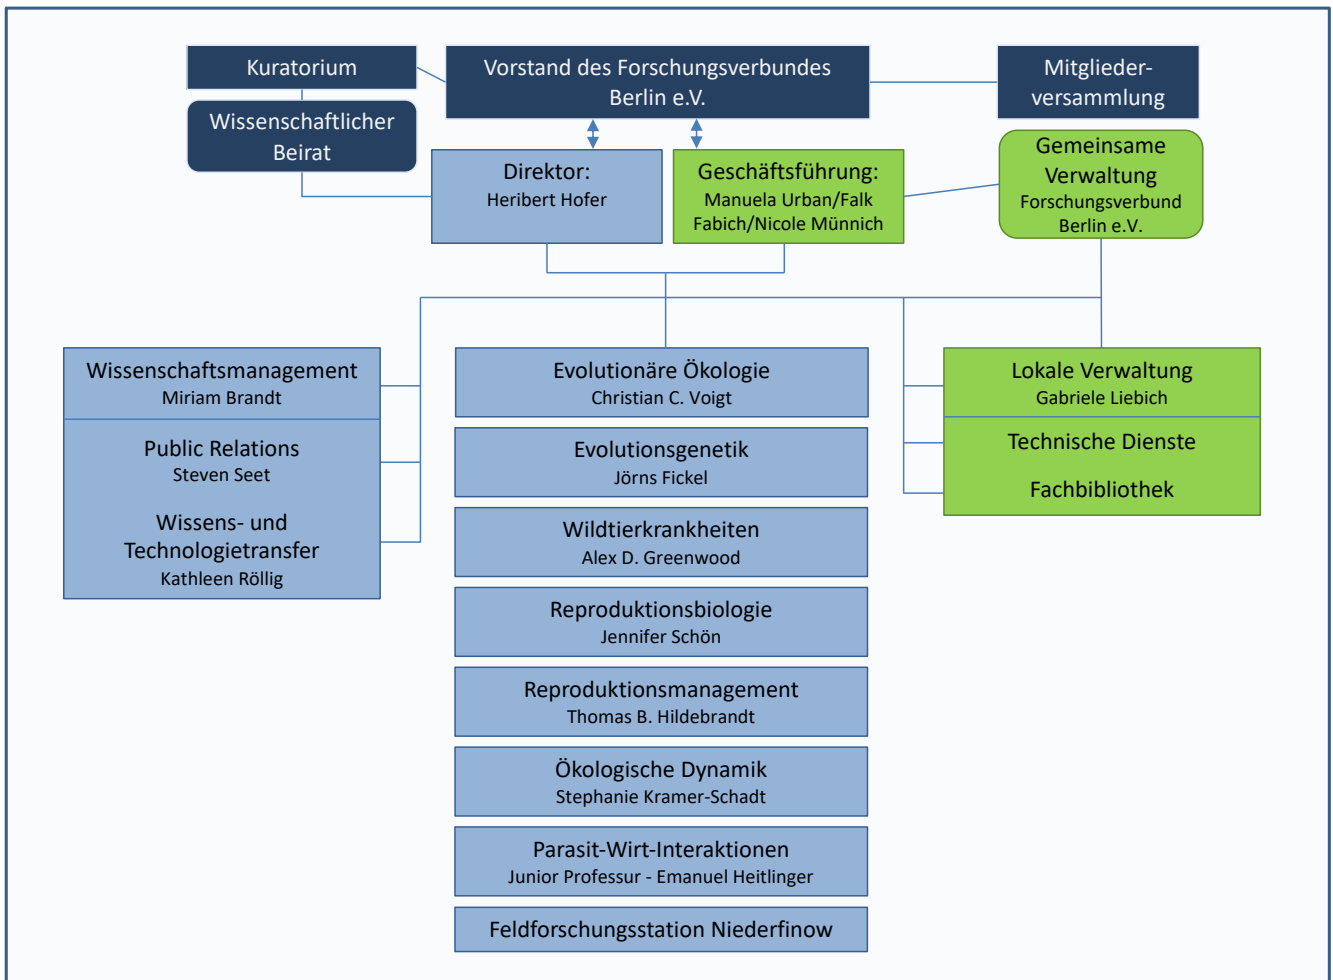 Kuratorium
Vorstand des Forschungsverbundes
Berlin e.V.
Mitglieder-
versammlung
Wissenschaftlicher
Beirat
Direktor:
Heribert Hofer
Geschäftsführung:
Manuela Urban/Falk
Fabich/Nicole Münnich
Gemeinsame
Verwaltung
Forschungsverbund
Berlin e.V.
Wissenschaftsmanagement
Miriam Brandt
Public Relations
Steven Seet
Wissens- und
Technologietransfer
Kathleen Röllig
Evolutionäre Ökologie
Christian C. Voigt
Evolutionsgenetik
Jörns Fickel
Wildtierkrankheiten
Alex D. Greenwood
Reproduktionsbiologie
Jennifer Schön
Reproduktionsmanagement
Thomas B. Hildebrandt
Ökologische Dynamik
Stephanie Kramer-Schadt
Parasit-Wirt-Interaktionen
Junior Professur - Emanuel Heitlinger
Feldforschungsstation Niederfinow
Lokale Verwaltung
Gabriele Liebich
Technische Dienste
Fachbibliothek